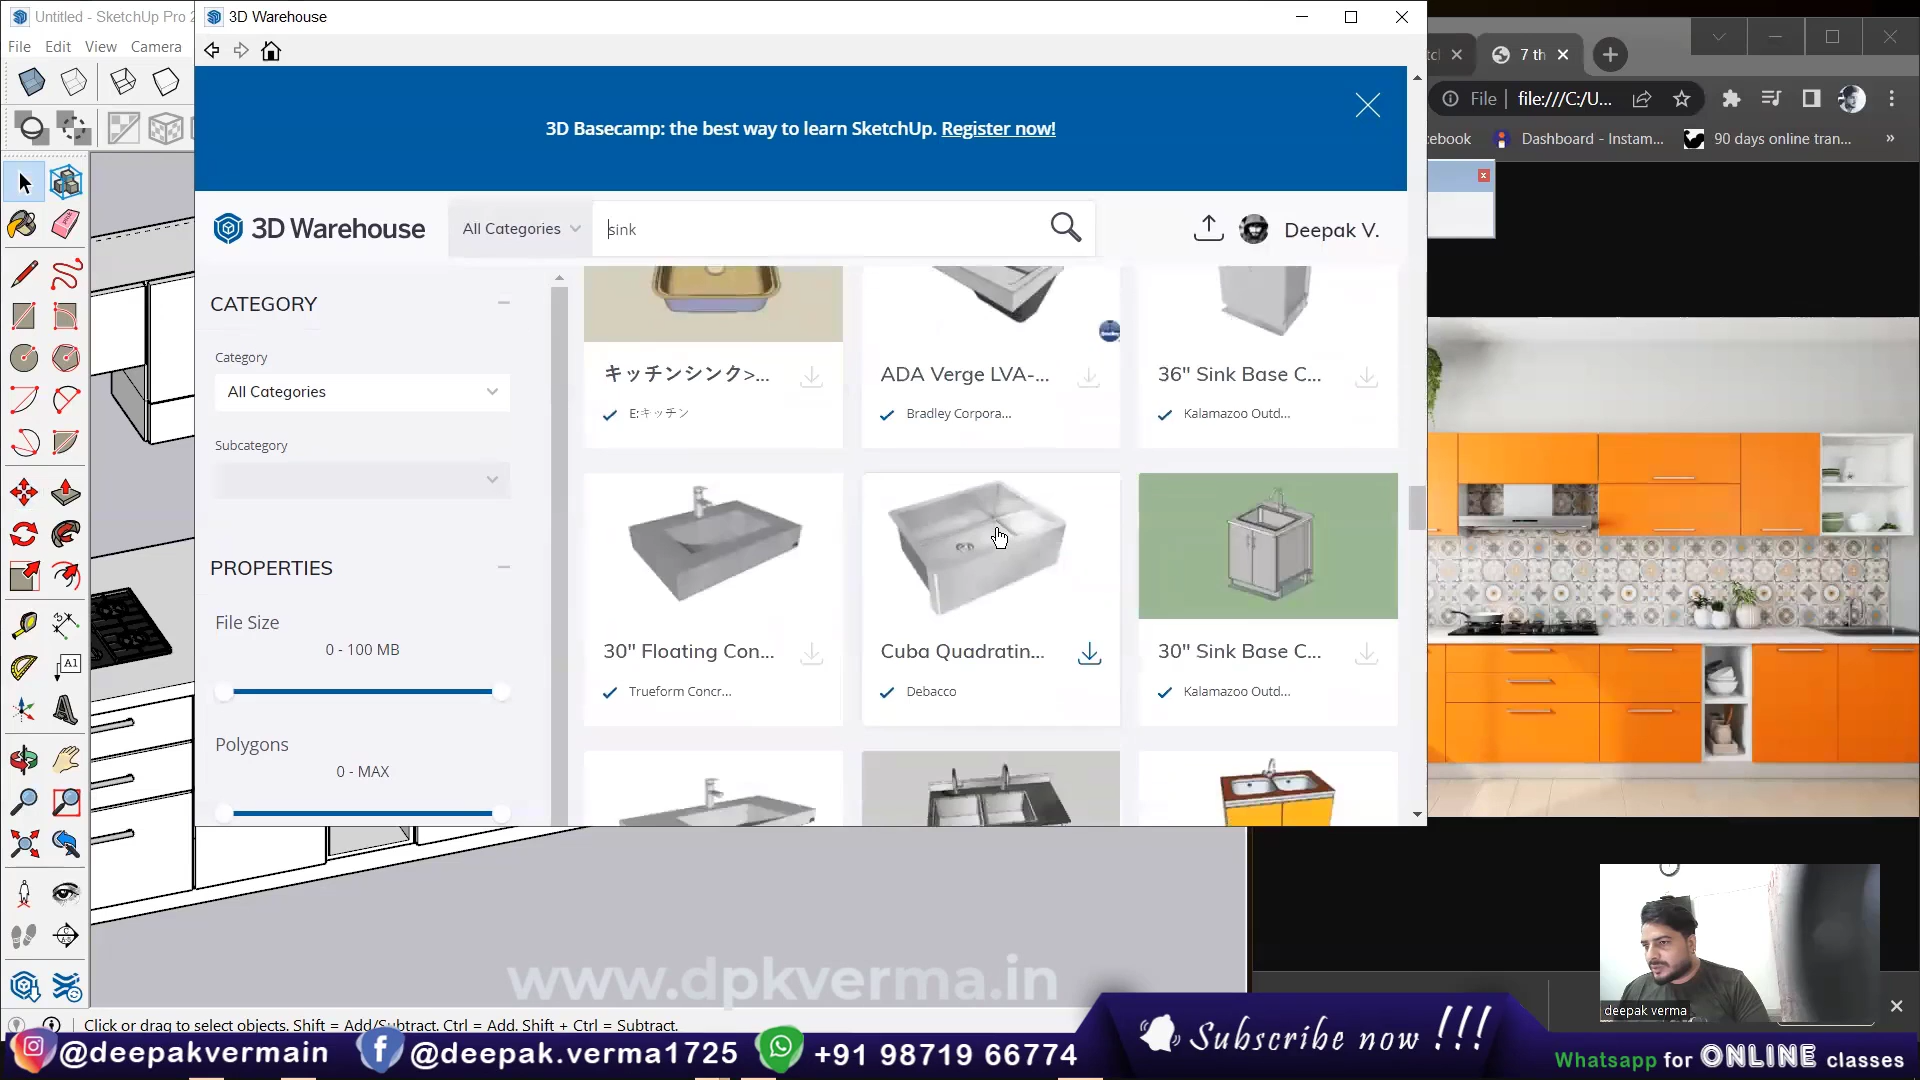 Untitled - SketchUp Pro 2
3D Warehouse
File Edit View Camera
3D Basecamp: the best way to learn SketchUp. Register now!
3D Warehouse
All Categories
sink
Deepak V.
CATEGORY
Category
All Categories
Subcategory
PROPERTIES
File Size
0 - 100 MB
Polygons
0 - MAX
キッチンシンク>...
E:キッチン
ADA Verge LVA-...
Bradley Corpora...
36" Sink Base C...
Kalamazoo Outd...
30" Floating Con...
Trueform Concr...
Cuba Quadratin...
Debacco
30" Sink Base C...
Kalamazoo Outd...
7 th
File
file:///C:/U...
ebook
Dashboard - Instam...
90 days online tran...
»
A1
www.dpkverma.in
deepak verma
Click or drag to select objects. Shift = Add/Subtract. Ctrl = Add. Shift + Ctrl = Subtract.
@deepakvermain
@deepak.verma1725
+91 98719 66774
Subscribe now !!!
Whatsapp for ONLINE classes